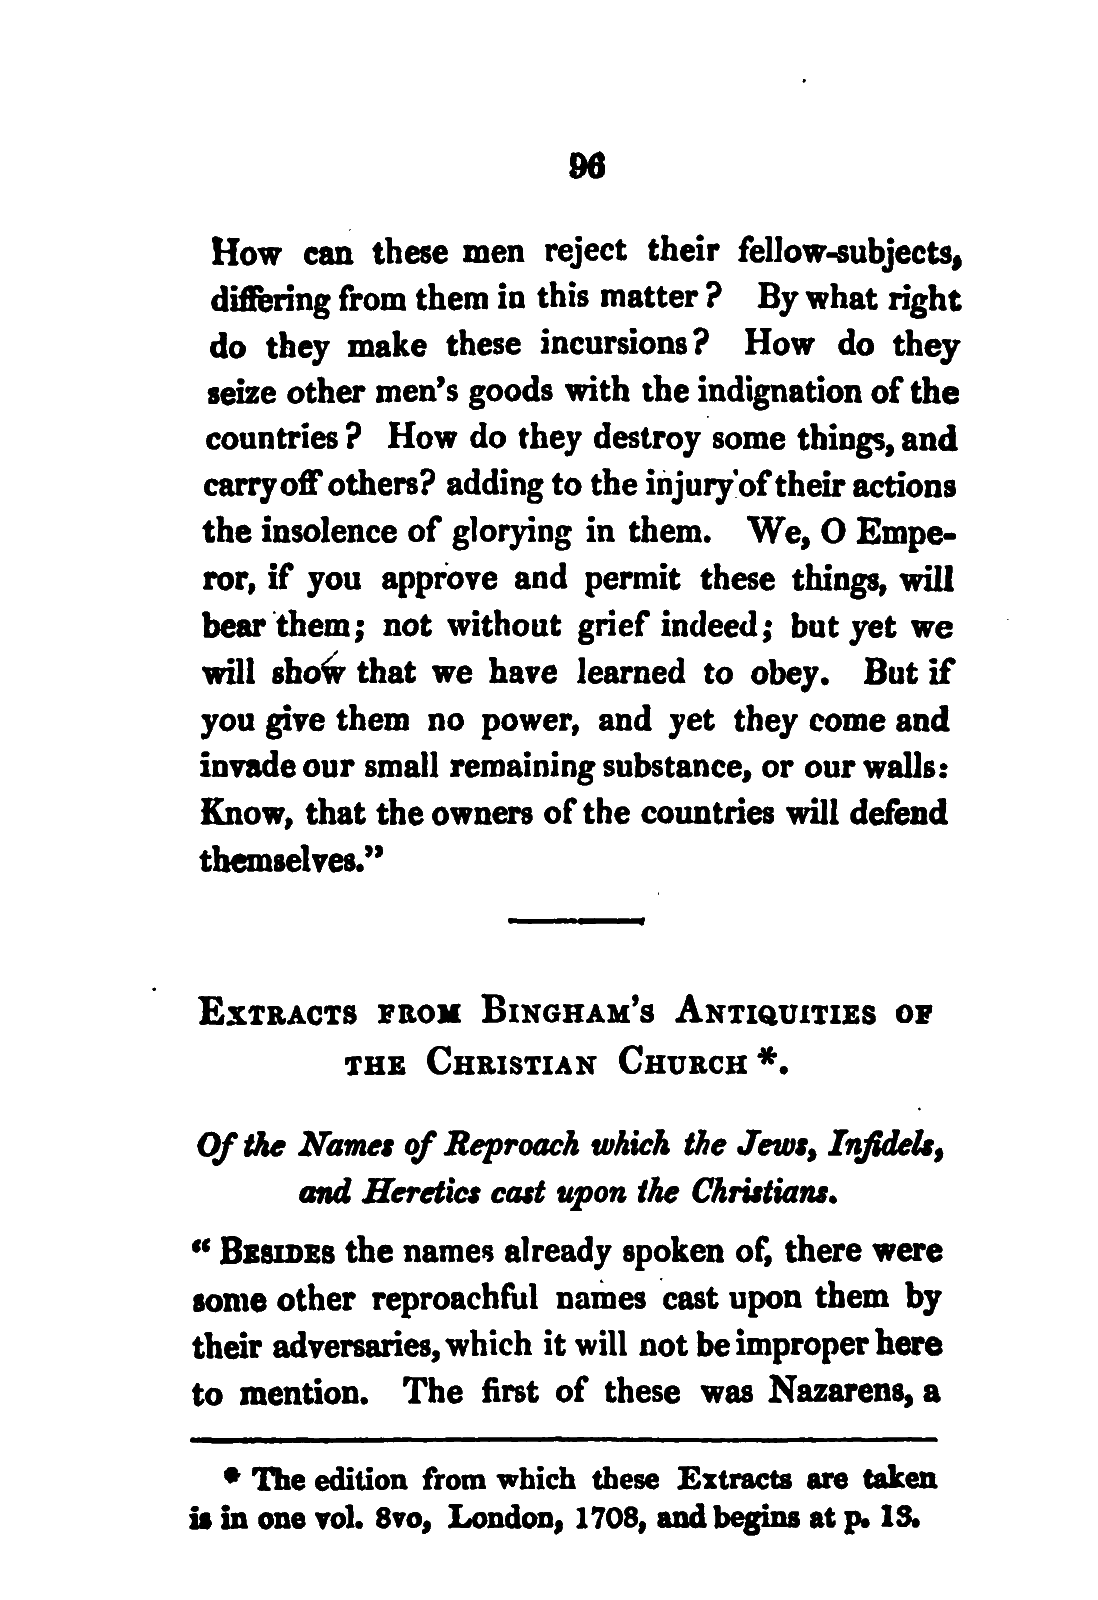 96
How can these men reject their fellow-subjects,
differing from them in this matter? By what right
do they make these incursions? How do they
seize other men's goods with the indignation of the
countries? How do they destroy some things, and
carry off others? adding to the injury of their actions
the insolence of glorying in them. We, O Empe-
ror, if you approve and permit these things, will
bear them; not without grief indeed; but yet we
will show that we have learned to obey. But if
you give them no power, and yet they come and
invade our small remaining substance, or our walls:
Know, that the owners of the countries will defend
themselves."
Extracts from Bingham's Antiquities of
the Christian Church *.
Of the Names of Reproach which the Jews, Infidels,
and Heretics cast upon the Christians.
"Besides the names already spoken of, there were
some other reproachful names cast upon them by
their adversaries, which it will not be improper here
to mention. The first of these was Nazarens, a
* The edition from which these Extracts are taken
is in one vol. 8vo, London, 1708, and begins at p. 13.